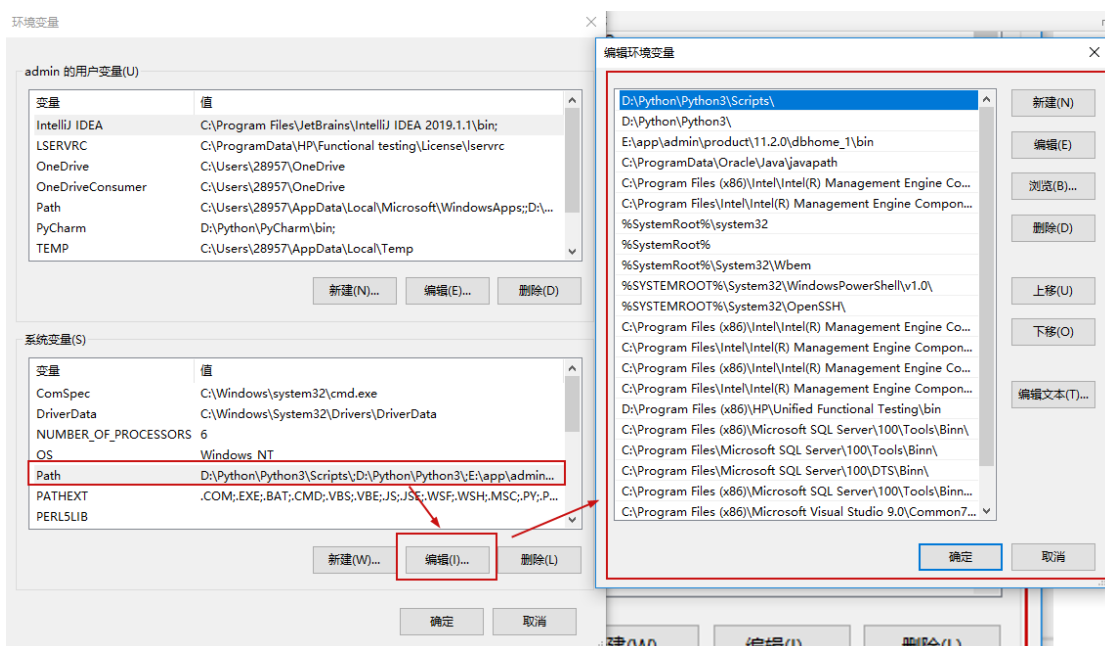 环境变量
admin 的用户变量(U)
变量 值
IntelliJ IDEA C:\Program Files\JetBrains\IntelliJ IDEA 2019.1.1\bin;
LSERVRC C:\ProgramData\HP\Functional testing\License\lservrc
OneDrive C:\Users\28957\OneDrive
OneDriveConsumer C:\Users\28957\OneDrive
Path C:\Users\28957\AppData\Local\Microsoft\WindowsApps;;D:\...
PyCharm D:\Python\PyCharm\bin;
TEMP C:\Users\28957\AppData\Local\Temp
新建(N)... 编辑(E)... 删除(D)
系统变量(S)
变量 值
ComSpec C:\Windows\system32\cmd.exe
DriverData C:\Windows\System32\Drivers\DriverData
NUMBER_OF_PROCESSORS 6
OS Windows_NT
Path D:\Python\Python3\Scripts\;D:\Python\Python3\;E:\app\admin...
PATHEXT .COM;.EXE;.BAT;.CMD;.VBS;.VBE;.JS;.JSE;.WSF;.WSH;.MSC;.PY;.P...
PERL5LIB
新建(W)... 编辑(I)... 删除(L)
确定 取消
编辑环境变量
D:\Python\Python3\Scripts\
D:\Python\Python3\
E:\app\admin\product\11.2.0\dbhome_1\bin
C:\ProgramData\Oracle\Java\javapath
C:\Program Files (x86)\Intel\Intel(R) Management Engine Co...
C:\Program Files\Intel\Intel(R) Management Engine Compon...
%SystemRoot%\system32
%SystemRoot%
%SystemRoot%\System32\Wbem
%SYSTEMROOT%\System32\WindowsPowerShell\v1.0\
%SYSTEMROOT%\System32\OpenSSH\
C:\Program Files (x86)\Intel\Intel(R) Management Engine Co...
C:\Program Files\Intel\Intel(R) Management Engine Compon...
C:\Program Files (x86)\Intel\Intel(R) Management Engine Co...
C:\Program Files\Intel\Intel(R) Management Engine Compon...
D:\Program Files (x86)\HP\Unified Functional Testing\bin
C:\Program Files (x86)\Microsoft SQL Server\100\Tools\Binn\
C:\Program Files\Microsoft SQL Server\100\Tools\Binn\
C:\Program Files\Microsoft SQL Server\100\DTS\Binn\
C:\Program Files (x86)\Microsoft SQL Server\100\Tools\Binn...
C:\Program Files (x86)\Microsoft Visual Studio 9.0\Common7...
新建(N)
编辑(E)
浏览(B)...
删除(D)
上移(U)
下移(O)
编辑文本(T)...
确定 取消